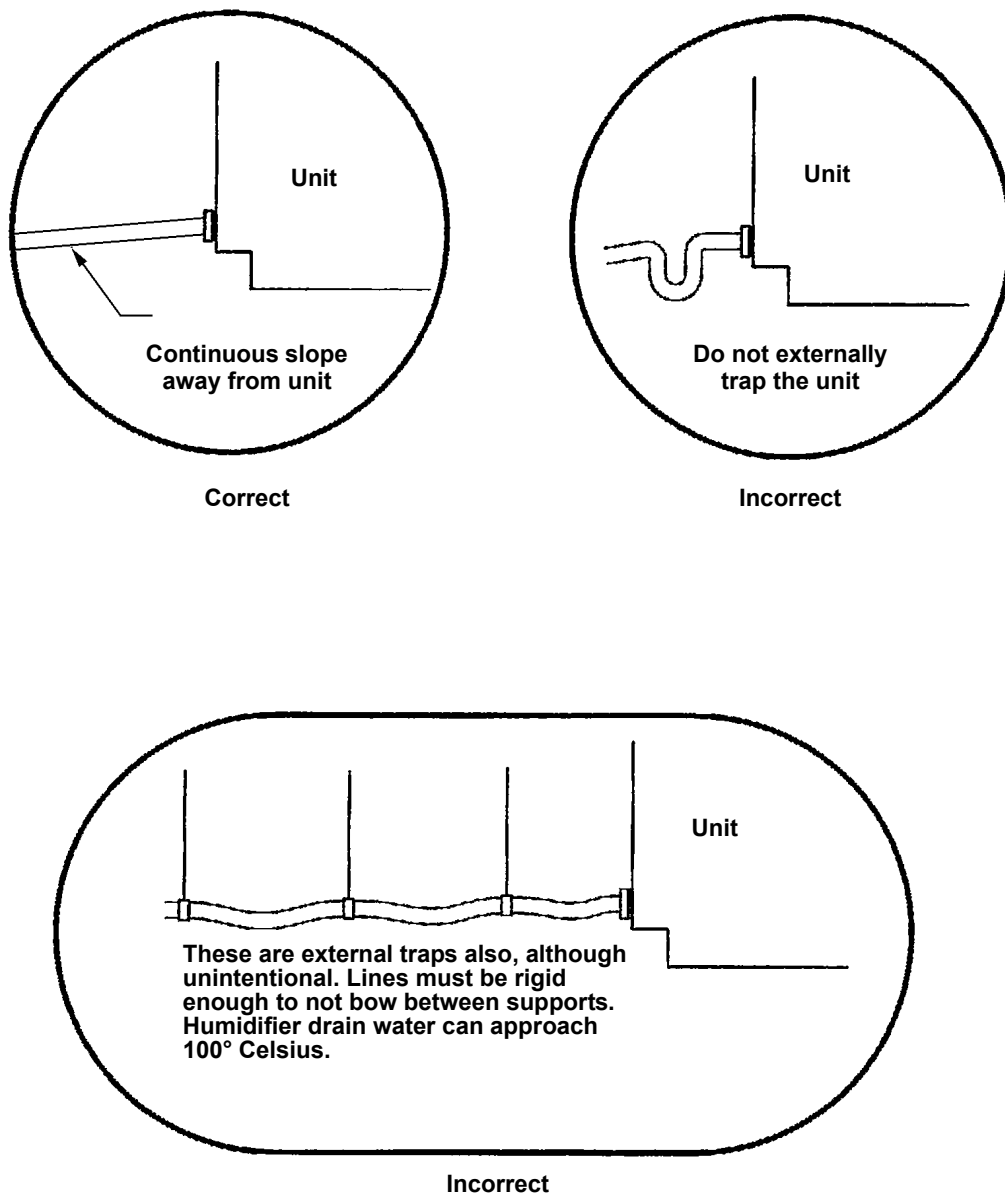 Unit
Continuous slope
away from unit
Correct
Unit
Do not externally
trap the unit
Incorrect
Unit
These are external traps also, although
unintentional. Lines must be rigid
enough to not bow between supports.
Humidifier drain water can approach
100° Celsius.
Incorrect